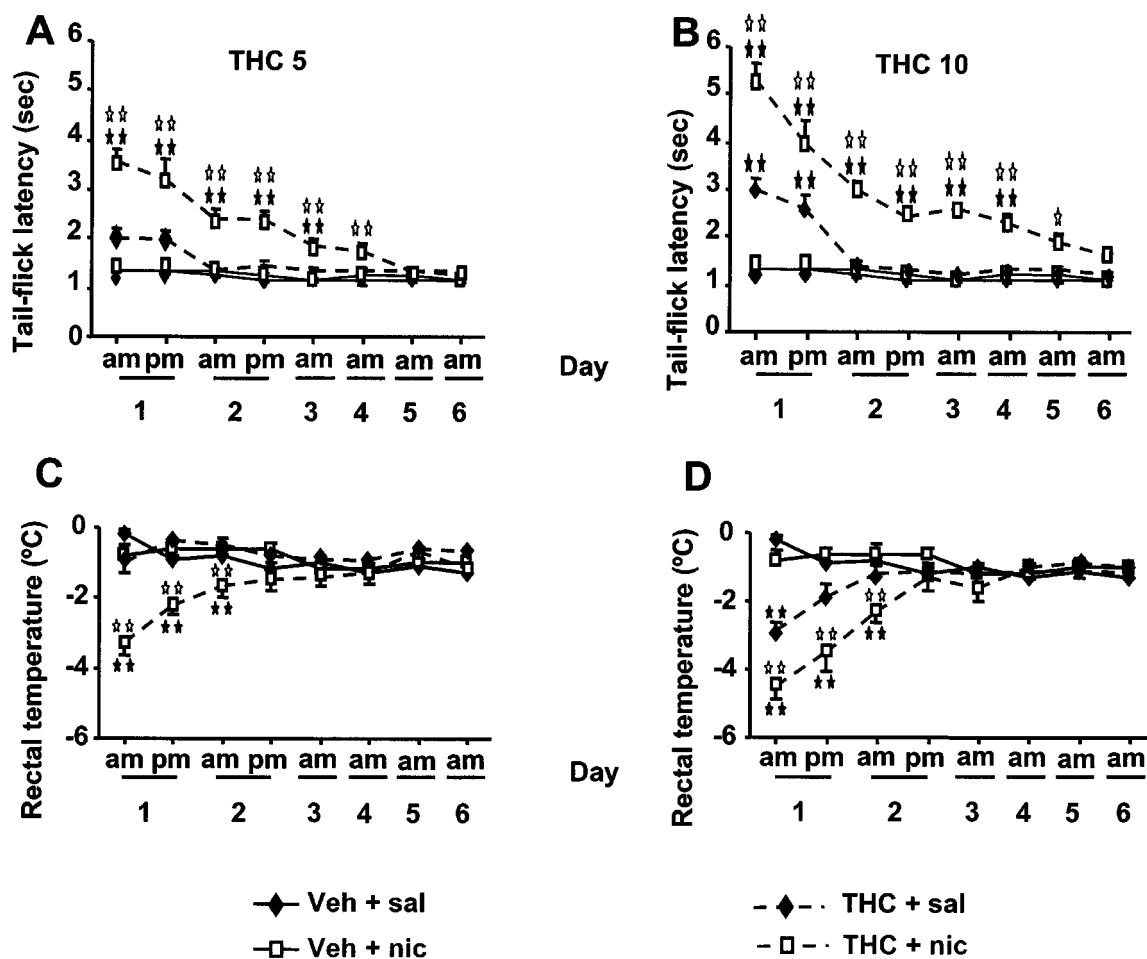 A
THC 5
Tail-flick latency (sec)
6
5
4
3
2
1
0
am pm am pm am am am am
1 2 3 4 5 6
B
THC 10
Tail-flick latency (sec)
6
5
4
3
2
1
0
am pm am pm am am am am
1 2 3 4 5 6
Day
C
Rectal temperature (ºC)
0
-2
-4
-6
am pm am pm am am am am
1 2 3 4 5 6
D
Rectal temperature (ºC)
0
-2
-4
-6
am pm am pm am am am am
1 2 3 4 5 6
Day
Veh + sal
Veh + nic
THC + sal
THC + nic